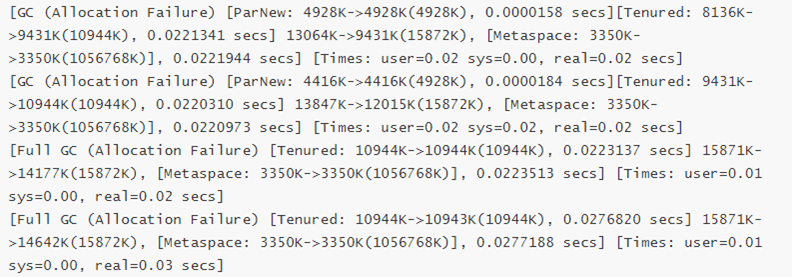 [GC (Allocation Failure) [ParNew: 4928K->4928K(4928K), 0.0000158 secs][Tenured: 8136K-
>9431K(10944K), 0.0221341 secs] 13064K->9431K(15872K), [Metaspace: 3350K-
>3350K(1056768K)], 0.0221944 secs] [Times: user=0.02 sys=0.00, real=0.02 secs]
[GC (Allocation Failure) [ParNew: 4416K->4416K(4928K), 0.0000184 secs][Tenured: 9431K-
>10944K(10944K), 0.0220310 secs] 13847K->12015K(15872K), [Metaspace: 3350K-
>3350K(1056768K)], 0.0220973 secs] [Times: user=0.02 sys=0.02, real=0.02 secs]
[Full GC (Allocation Failure) [Tenured: 10944K->10944K(10944K), 0.0223137 secs] 15871K-
>14177K(15872K), [Metaspace: 3350K->3350K(1056768K)], 0.0223513 secs] [Times: user=0.01
sys=0.00, real=0.02 secs]
[Full GC (Allocation Failure) [Tenured: 10944K->10943K(10944K), 0.0276820 secs] 15871K-
>14642K(15872K), [Metaspace: 3350K->3350K(1056768K)], 0.0277188 secs] [Times: user=0.01
sys=0.00, real=0.03 secs]